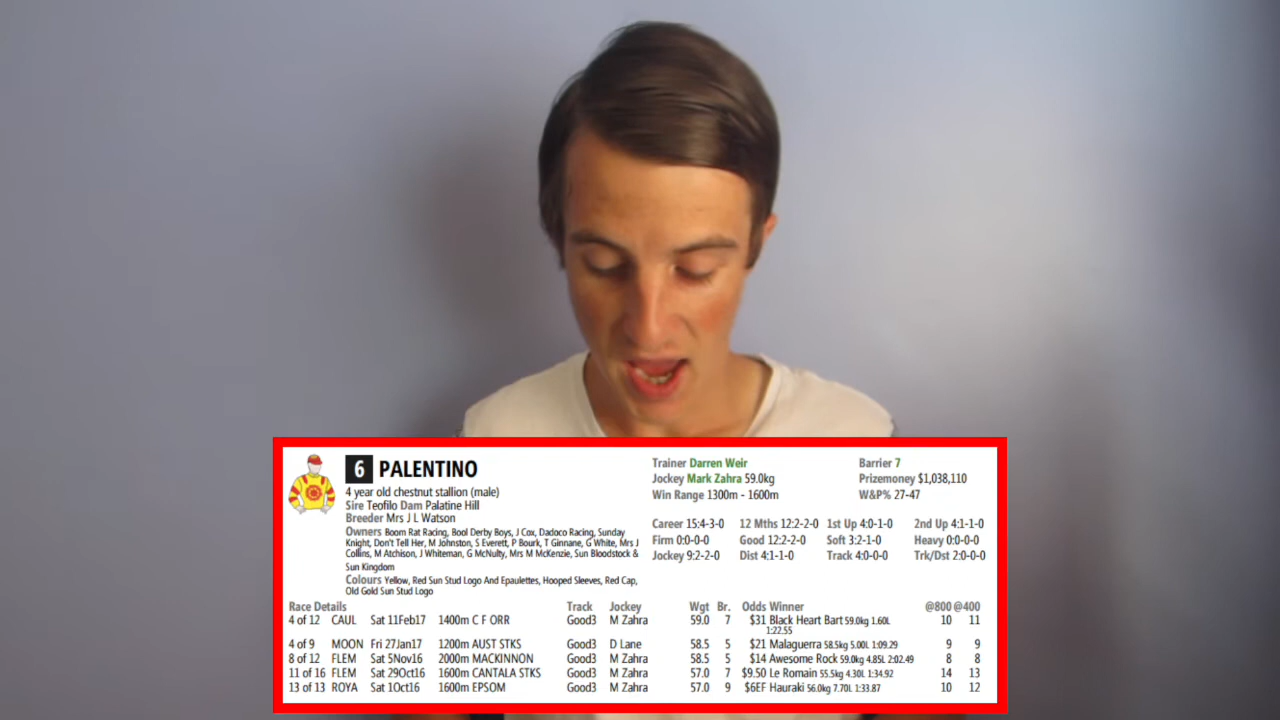 6 PALENTINO
4 year old chestnut stallion (male)
Sire Teofilo Dam Palatine Hill
Breeder Mrs J L Watson
Owners Boom Rat Racing, Bool Derby Boys, J Cox, Dadoco Racing, Sunday
Knight, Don't Tell Her, M Johnston, S Everett, P Bourk, T Ginnane, G White, Mrs J
Collins, M Atchison, J Whiteman, G McNulty, Mrs M McKenzie, Sun Bloodstock &
Sun Kingdom
Colours Yellow, Red Sun Stud Logo And Epaulettes, Hooped Sleeves, Red Cap,
Old Gold Sun Stud Logo
Trainer Darren Weir
Jockey Mark Zahra 59.0kg
Win Range 1300m - 1600m
Barrier 7
Prizemoney $1,038,110
W&P% 27-47
Career 15:4-3-0 12 Mths 12:2-2-0 1st Up 4:0-1-0 2nd Up 4:1-1-0
Firm 0:0-0-0 Good 12:2-2-0 Soft 3:2-1-0 Heavy 0:0-0-0
Jockey 9:2-2-0 Dist 4:1-1-0 Track 4:0-0-0 Trk/Dst 2:0-0-0
Race Details Track Jockey Wgt Br. Odds Winner @800 @400
4 of 12 CAUL Sat 11Feb17 1400m C F ORR Good3 M Zahra 59.0 7 $31 Black Heart Bart 59.0kg 1.60L 10 11
1:22.55
4 of 9 MOON Fri 27Jan17 1200m AUST STKS Good3 D Lane 58.5 5 $21 Malaguerra 58.5kg 5.00L 1:09.29 9 9
8 of 12 FLEM Sat 5Nov16 2000m MACKINNON Good3 M Zahra 58.5 5 $14 Awesome Rock 59.0kg 4.85L 2:02.49 8 8
11 of 16 FLEM Sat 29Oct16 1600m CANTALA STKS Good3 M Zahra 57.0 7 $9.50 Le Romain 55.5kg 4.30L 1:34.92 14 13
13 of 13 ROYA Sat 1Oct16 1600m EPSOM Good3 M Zahra 57.0 9 $6EF Hauraki 56.0kg 7.70L 1:33.87 10 12